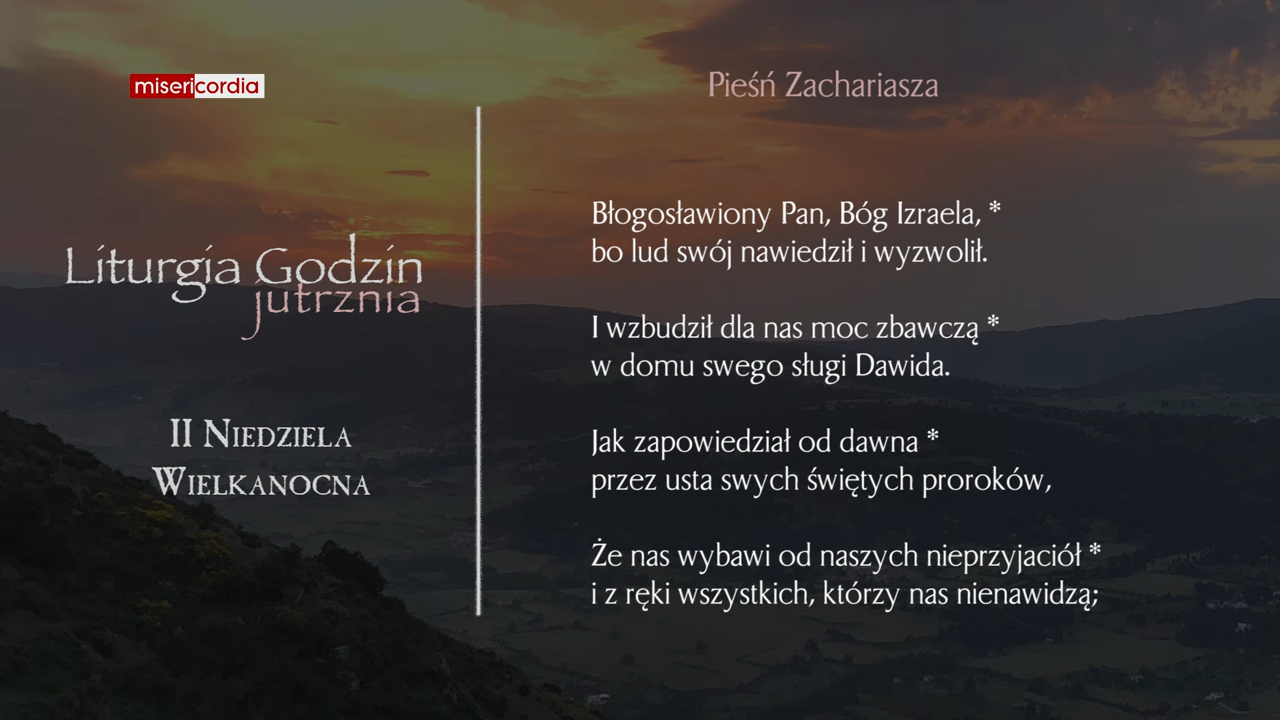 misericordia
Liturgia Godzin
jutrznia
II Niedziela
Wielkanocna
Pieśń Zachariasza
Błogosławiony Pan, Bóg Izraela, *
bo lud swój nawiedził i wyzwolił.
I wzbudził dla nas moc zbawczą *
w domu swego sługi Dawida.
Jak zapowiedział od dawna *
przez usta swych świętych proroków,
Że nas wybawi od naszych nieprzyjaciół *
i z ręki wszystkich, którzy nas nienawidzą;